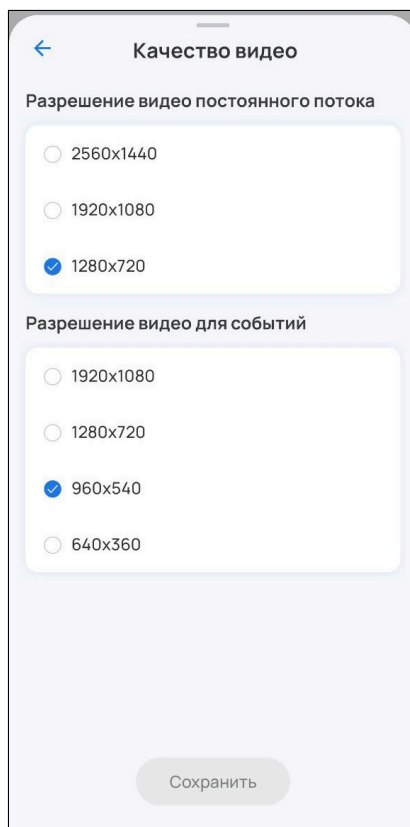 Качество видео
Разрешение видео постоянного потока
2560x1440
1920x1080
1280x720
Разрешение видео для событий
1920x1080
1280x720
960x540
640x360
Сохранить